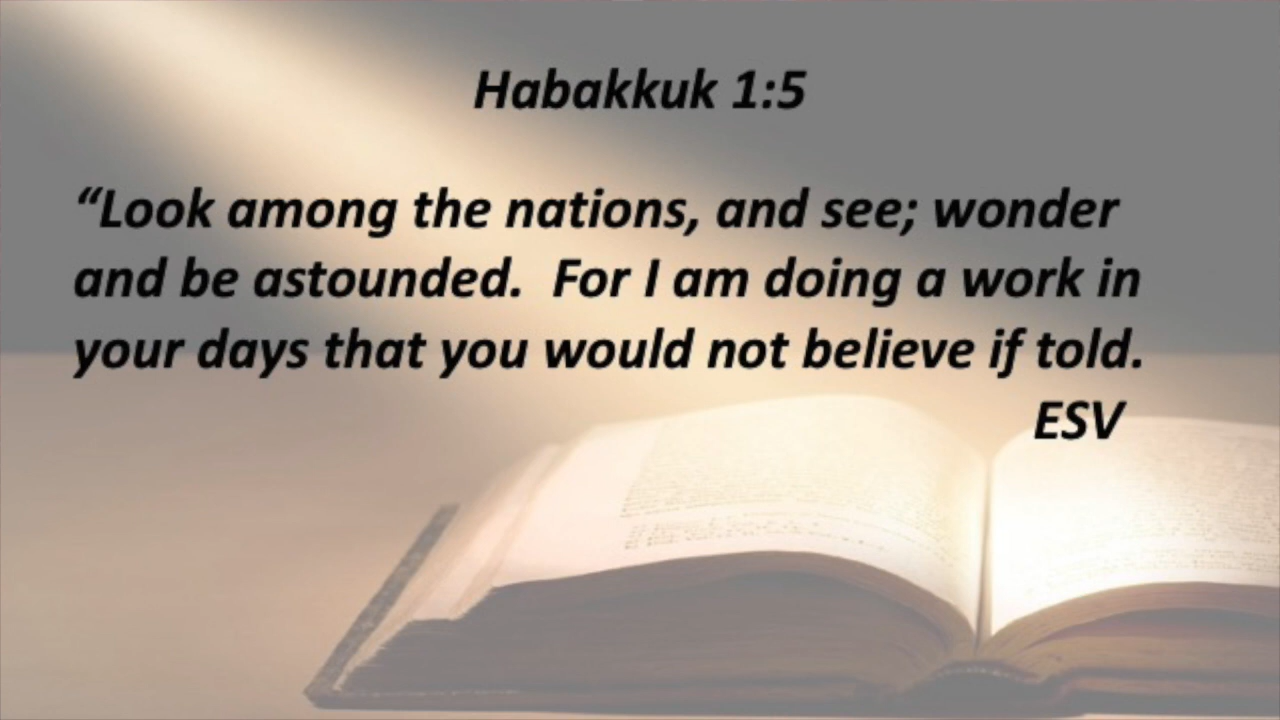 Habakkuk 1:5
“Look among the nations, and see; wonder
and be astounded.  For I am doing a work in
your days that you would not believe if told.
ESV